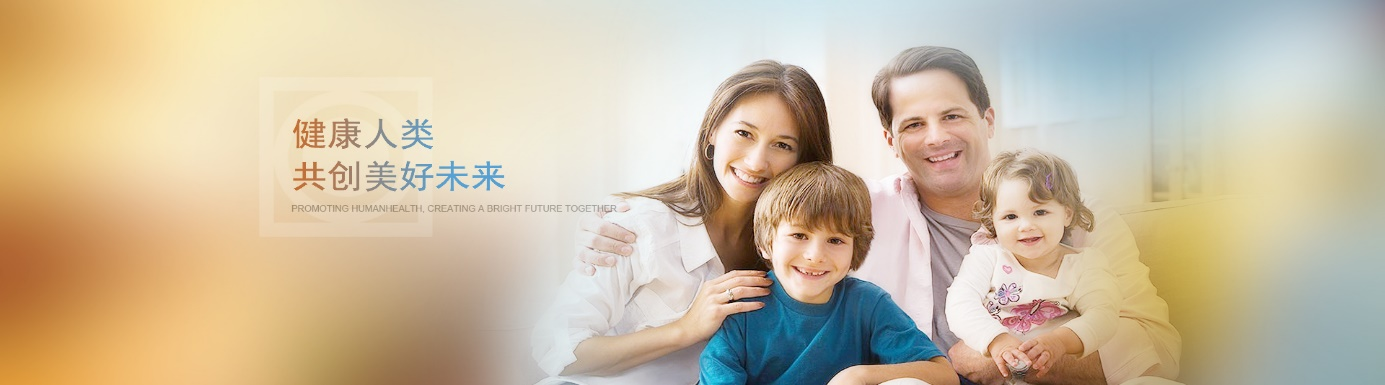 健康人类
共创美好未来
PROMOTING HUMANHEALTH, CREATING A BRIGHT FUTURE TOGETHER